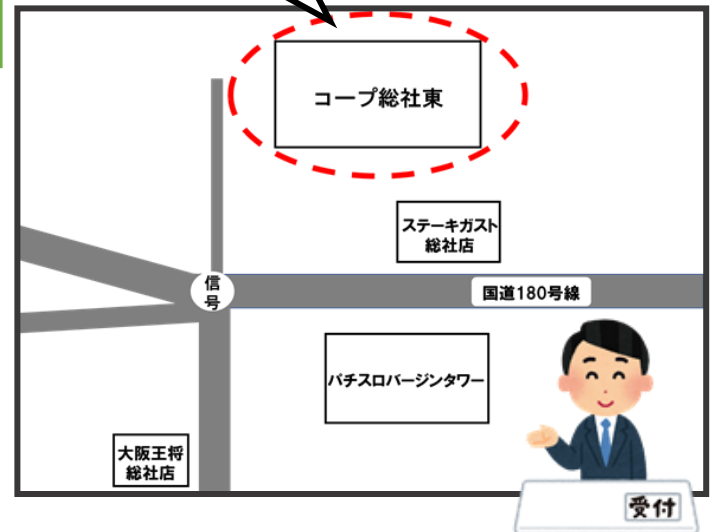 コープ総社東
ステーキガスト
総社店
信
号
国道180号線
パチスロバージンタワー
大阪王将
総社店
受付